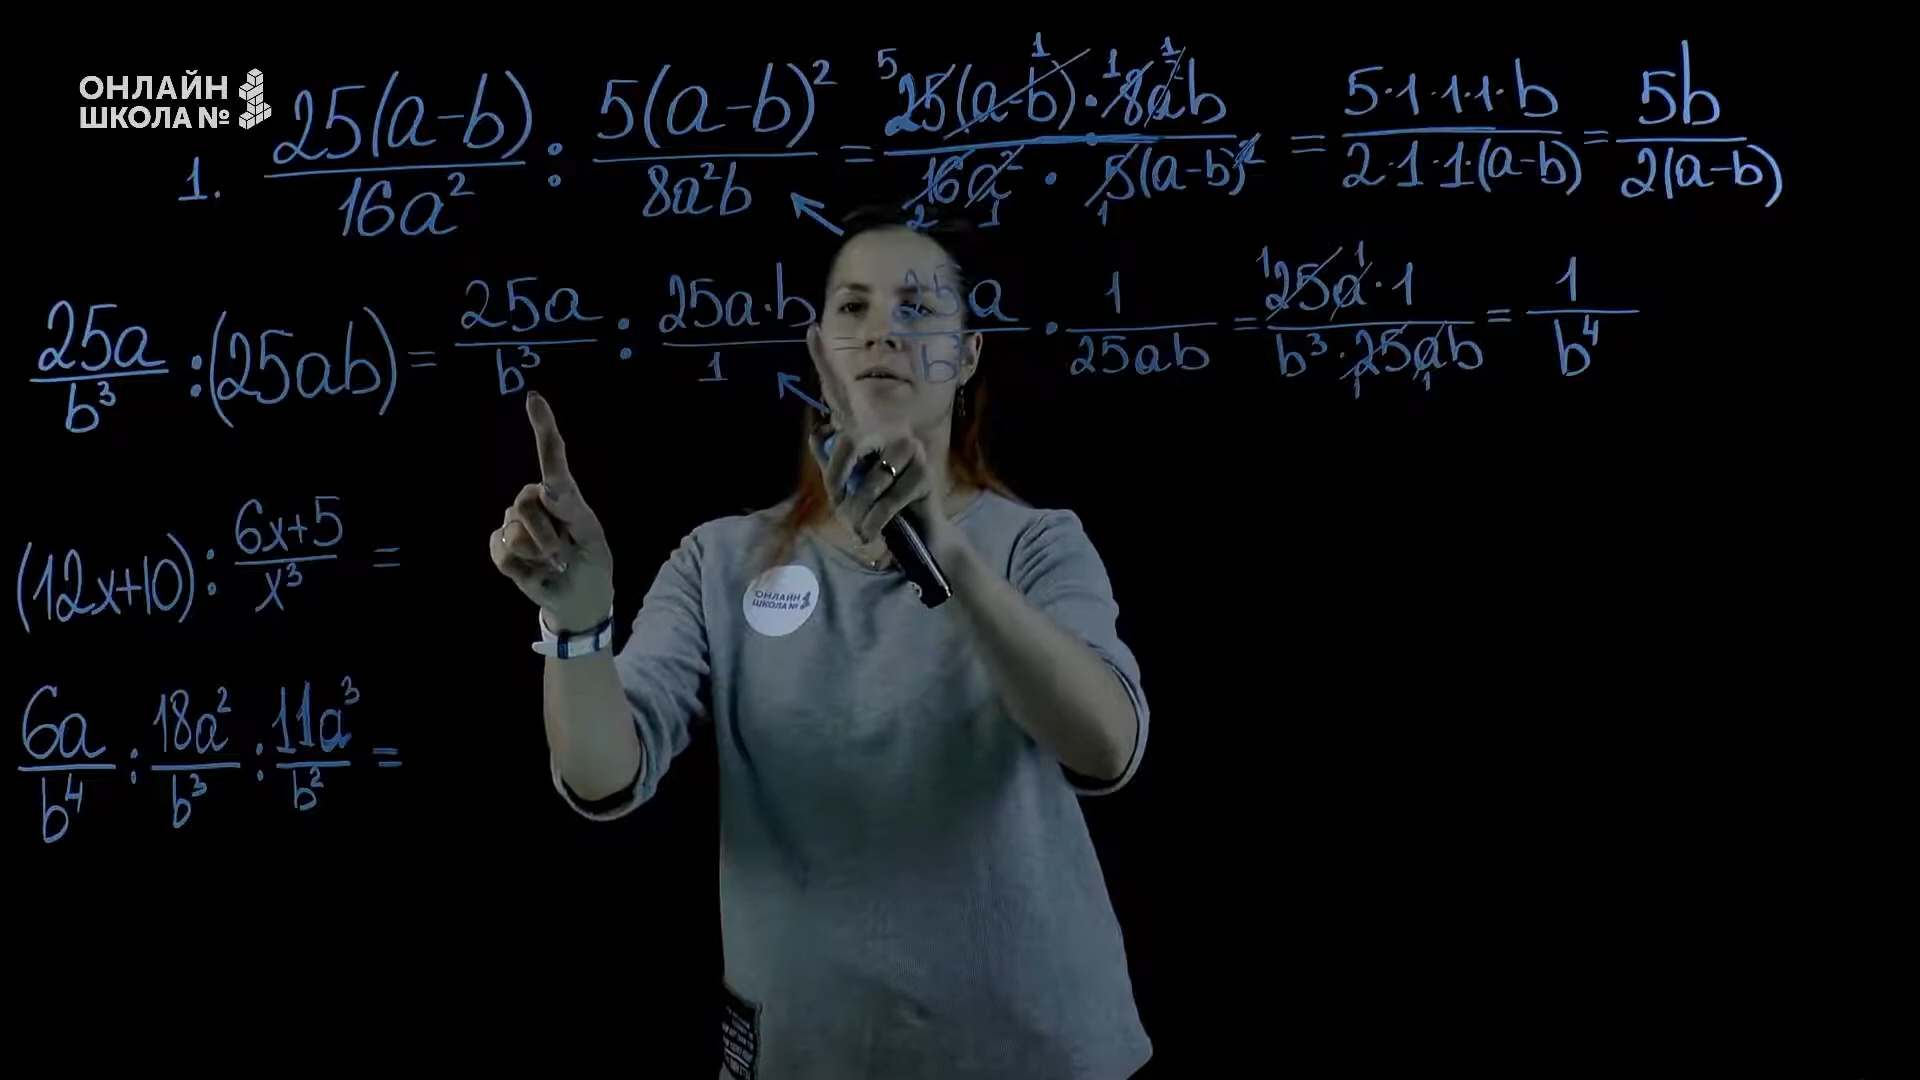 ОНЛАЙН
ШКОЛА №1
1. 25(a-b)/16a² : 5(a-b)²/8a²b = 25(a-b)·8a²b/16a²·5(a-b)² = 5·1·1·1·b/2·1·1·(a-b) = 5b/2(a-b)
25a/b³ : (25ab) = 25a/b³ : 25a·b/1 = 25a/b³ · 1/25ab = 25a·1/b³·25ab = 1/b⁴
(12x+10) : 6x+5/x³ =
ОНЛАЙН
ШКОЛА №1
6a/b⁴ : 18a²/b³ : 11a³/b² =